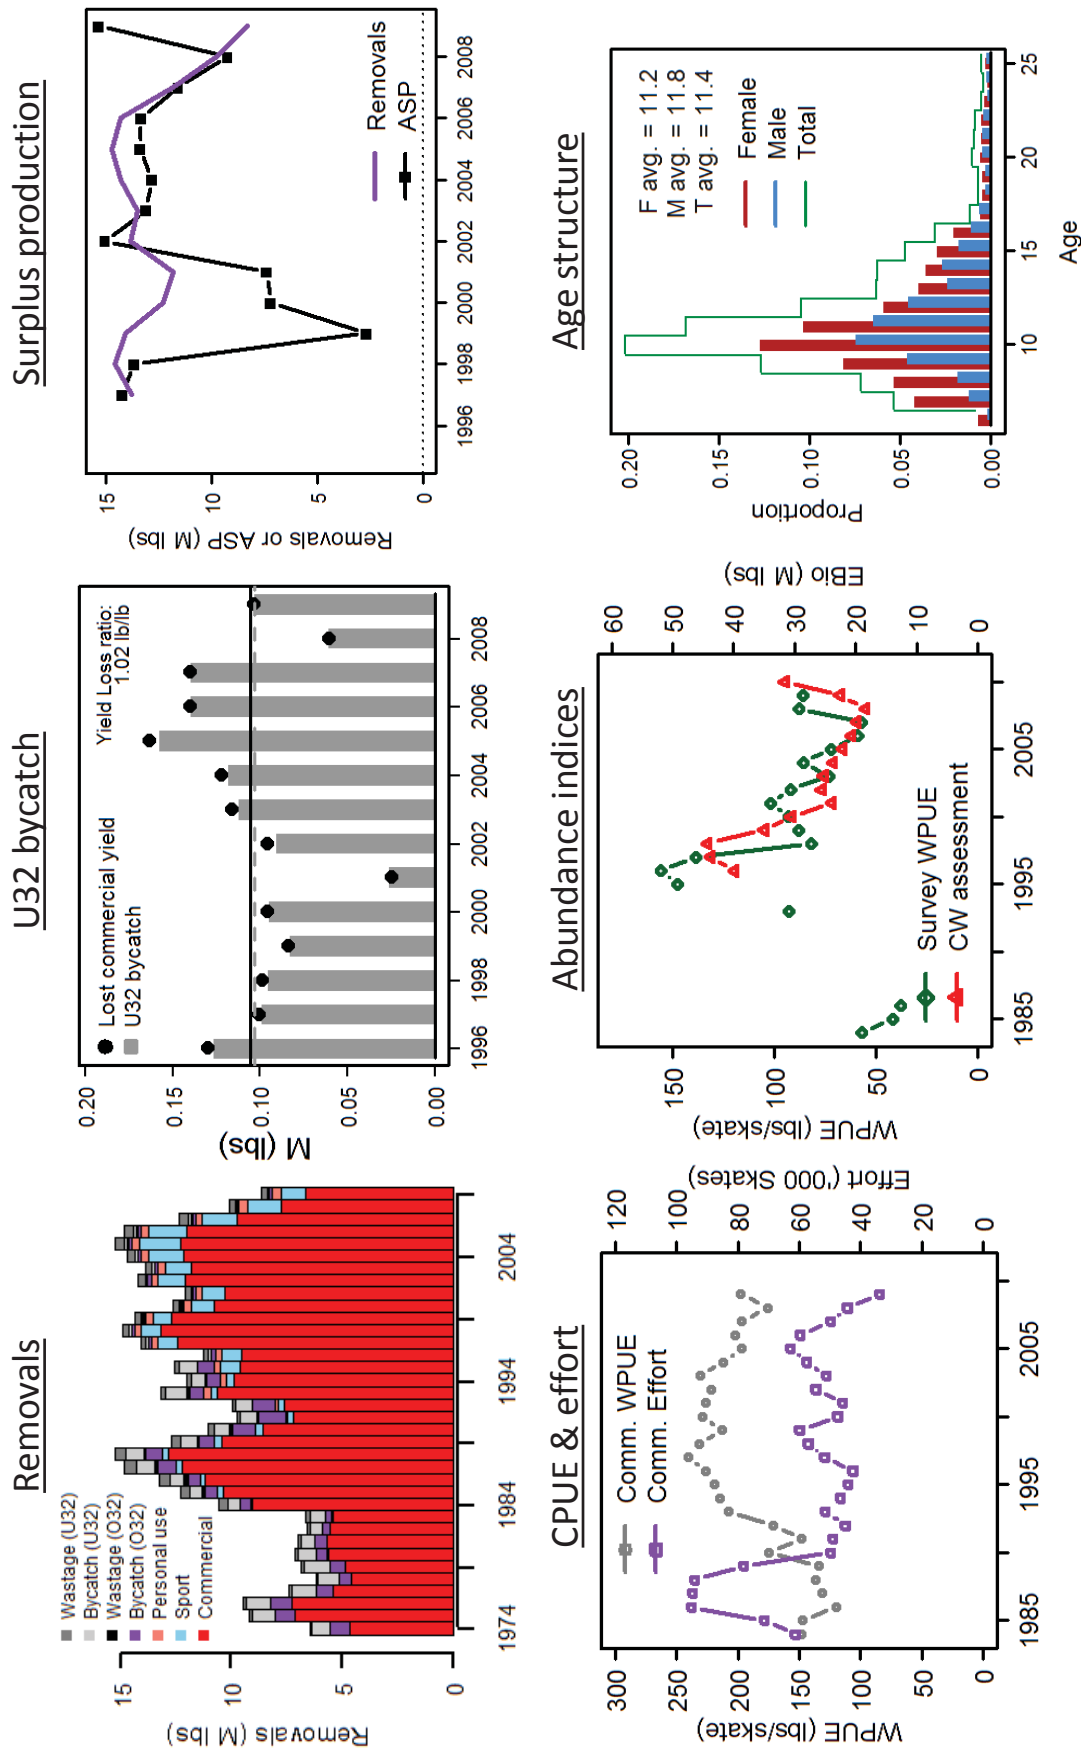 Removals
Wastage (U32)
Bycatch (U32)
Wastage (O32)
Bycatch (O32)
Personal use
Sport
Commercial
Removals (M lbs)
15
10
5
0
1974
1984
1994
2004
U32 bycatch
Lost commercial yield
U32 bycatch
Yield Loss ratio:
1.02 lb/lb
M (lbs)
0.20
0.15
0.10
0.05
0.00
1996
1998
2000
2002
2004
2006
2008
Surplus production
Removals
ASP
Removals or ASP (M lbs)
15
10
5
0
1996
1998
2000
2002
2004
2006
2008
CPUE & effort
Comm. WPUE
Comm. Effort
WPUE (lbs/skate)
300
250
200
150
100
50
0
1985
1995
2005
120
100
80
60
40
20
0
Effort ('000 Skates)
Abundance indices
Survey WPUE
CW assessment
WPUE (lbs/skate)
150
100
50
0
1985
1995
2005
60
50
40
30
20
10
0
EBio (M lbs)
Age structure
F avg. = 11.2
M avg. = 11.8
T avg. = 11.4
Female
Male
Total
Proportion
0.20
0.15
0.10
0.05
0.00
10
15
20
25
Age